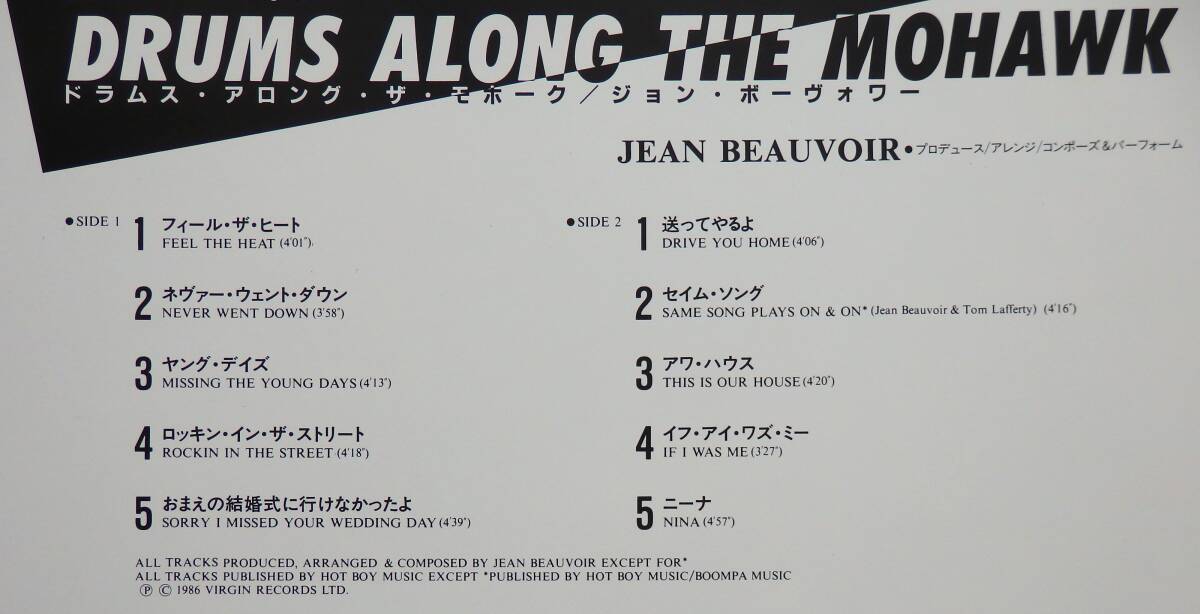 DRUMS ALONG THE MOHAWK
ドラムス・アロング・ザ・モホーク/ジョン・ボーヴォワー
JEAN BEAUVOIR●プロデュース/アレンジ/コンポーズ&パーフォーム
●SIDE 1
1 フィール・ザ・ヒート
FEEL THE HEAT (4'01")
2 ネヴァー・ウェント・ダウン
NEVER WENT DOWN (3'58")
3 ヤング・デイズ
MISSING THE YOUNG DAYS (4'13")
4 ロッキン・イン・ザ・ストリート
ROCKIN IN THE STREET (4'18")
5 おまえの結婚式に行けなかったよ
SORRY I MISSED YOUR WEDDING DAY (4'39")
●SIDE 2
1 送ってやるよ
DRIVE YOU HOME (4'06")
2 セイム・ソング
SAME SONG PLAYS ON & ON* (Jean Beauvoir & Tom Lafferty) (4'16")
3 アワ・ハウス
THIS IS OUR HOUSE (4'20")
4 イフ・アイ・ワズ・ミー
IF I WAS ME (3'27")
5 ニーナ
NINA (4'57")
ALL TRACKS PRODUCED, ARRANGED & COMPOSED BY JEAN BEAUVOIR EXCEPT FOR*
ALL TRACKS PUBLISHED BY HOT BOY MUSIC EXCEPT *PUBLISHED BY HOT BOY MUSIC/BOOMPA MUSIC
Ⓟ © 1986 VIRGIN RECORDS LTD.